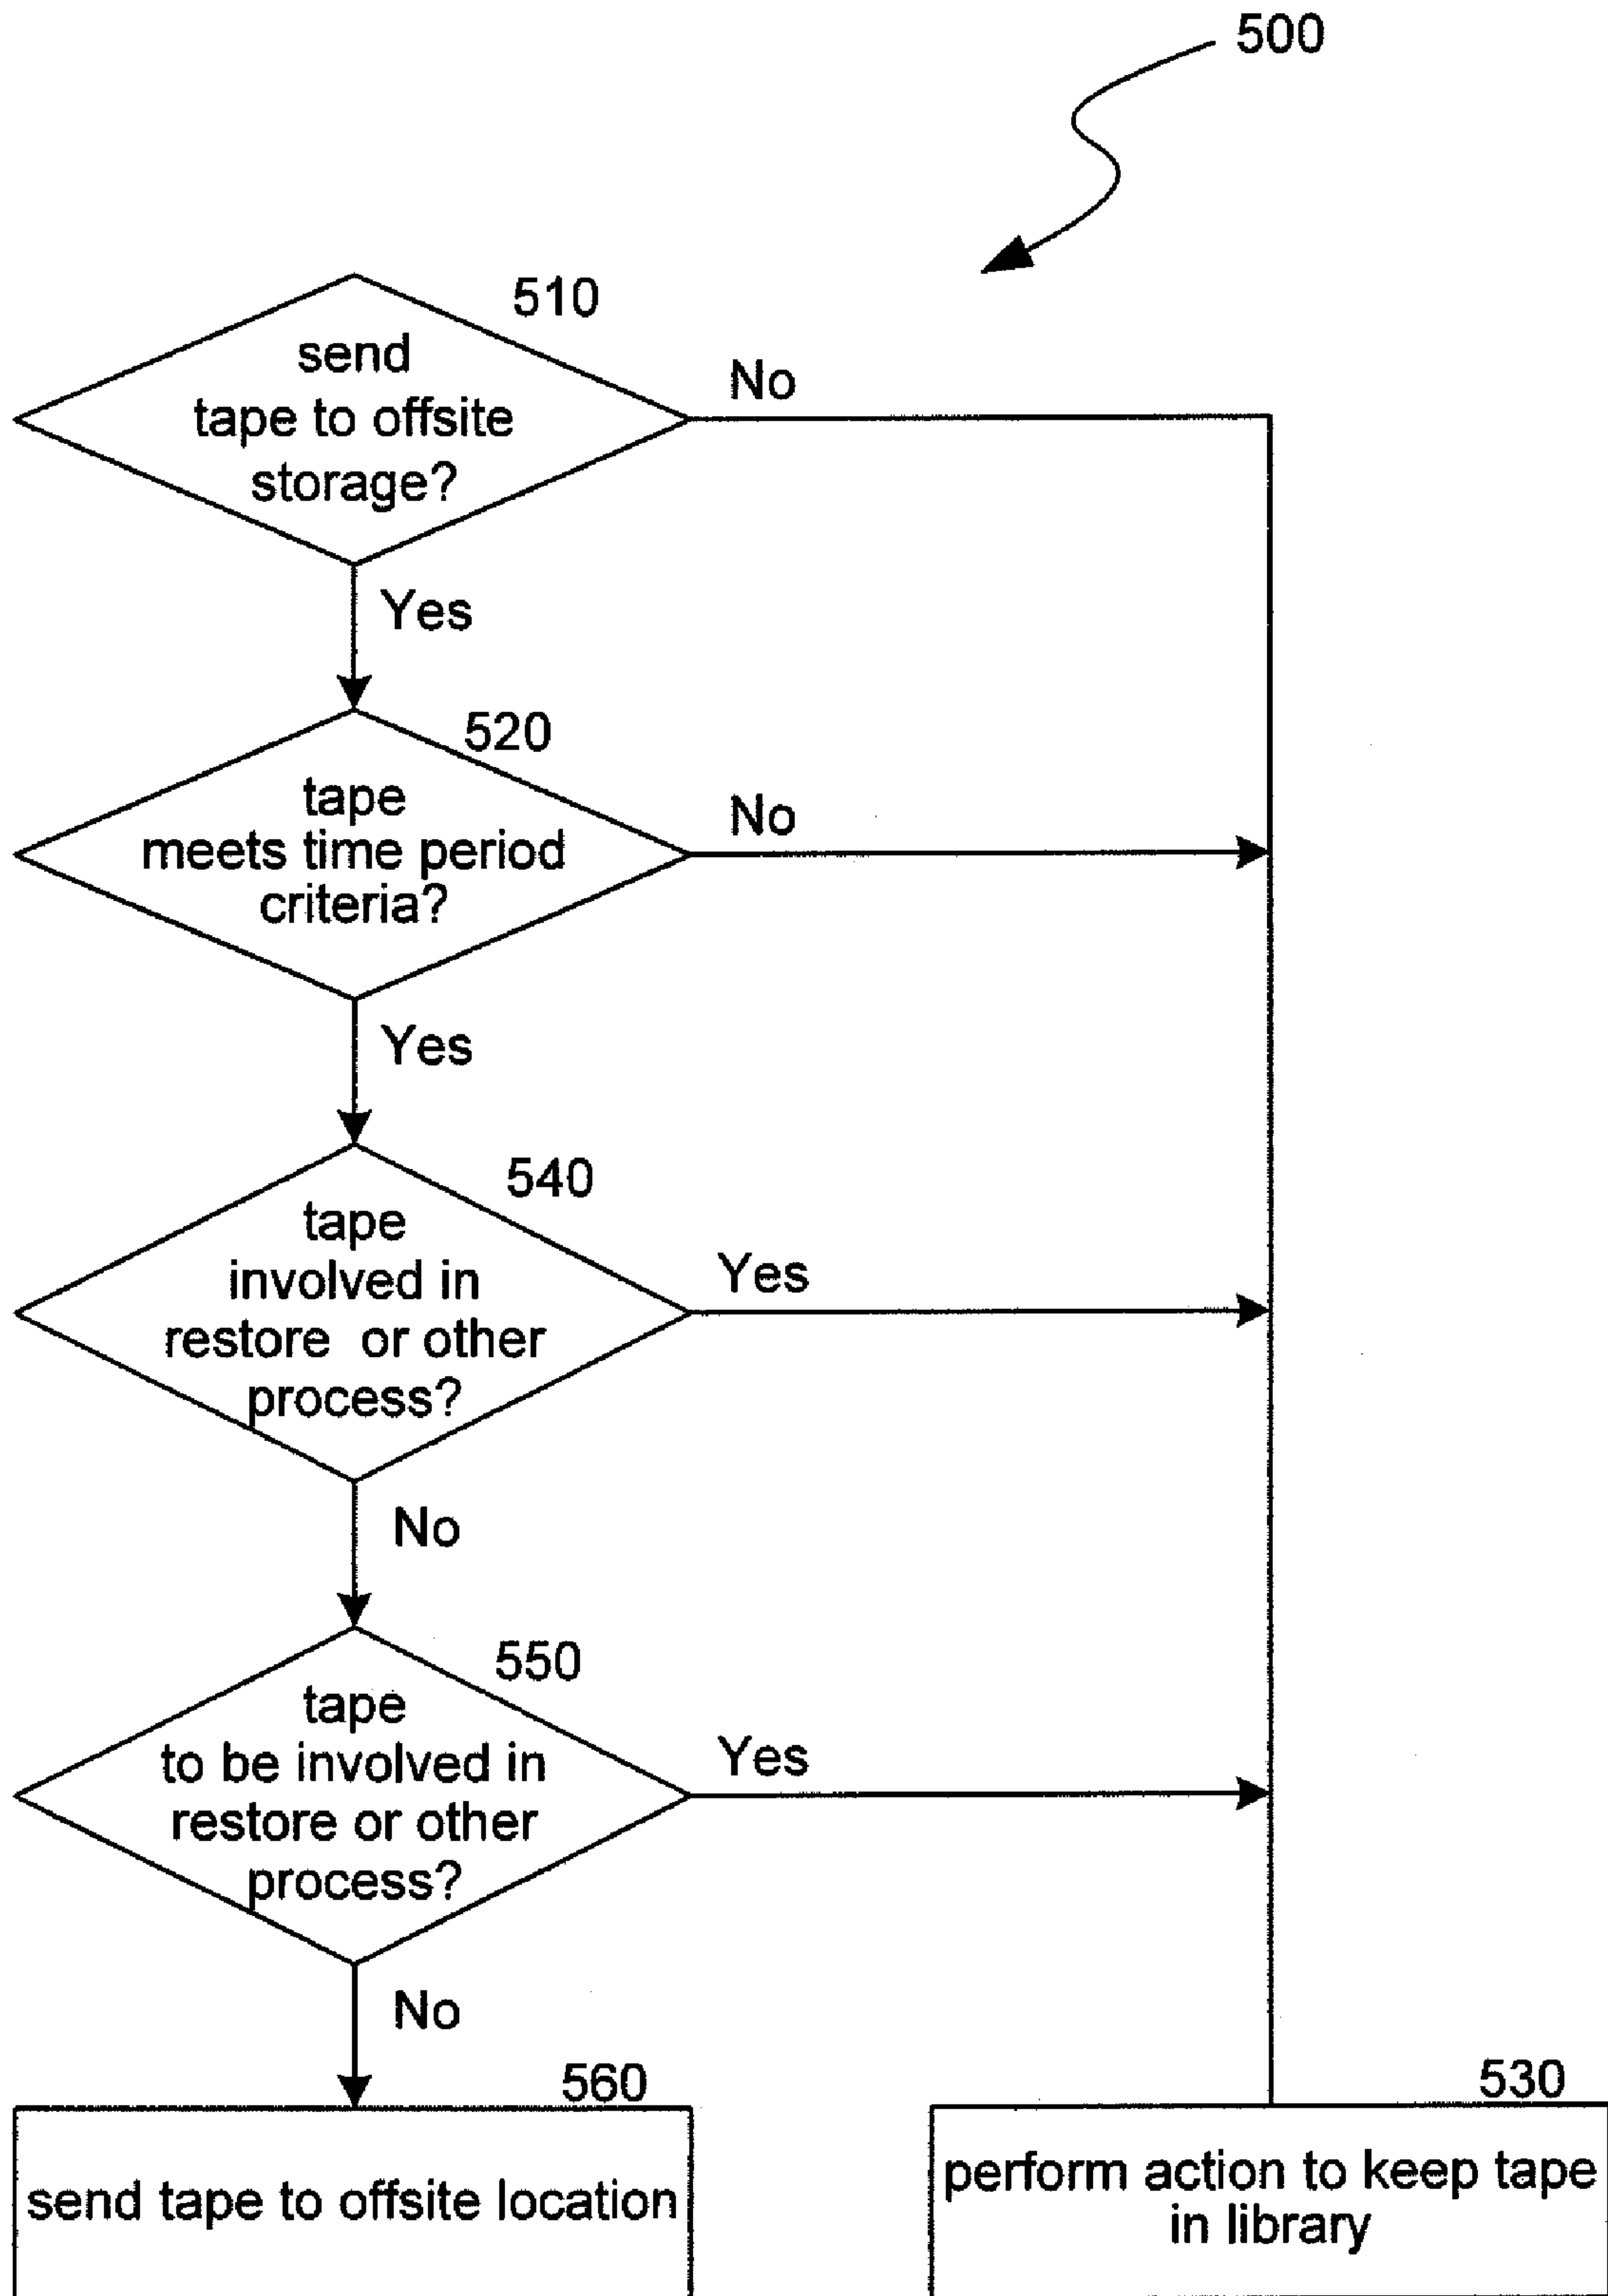 500
510
send
tape to offsite
storage?
No
Yes
520
tape
meets time period
criteria?
No
Yes
540
tape
involved in
restore or other
process?
Yes
No
550
tape
to be involved in
restore or other
process?
Yes
No
560
send tape to offsite location
530
perform action to keep tape
in library